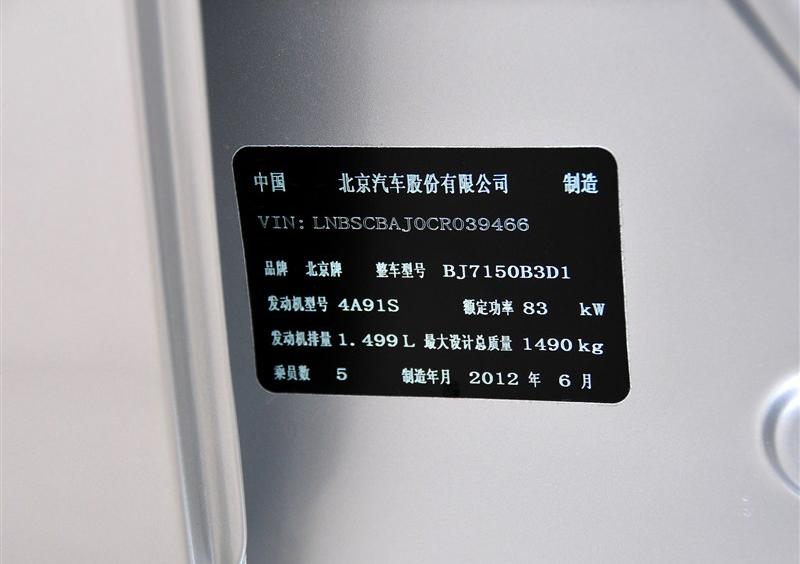 中国 北京汽车股份有限公司 制造
VIN: LNBSCBAJ0CR039466
品牌 北京牌 整车型号 BJ7150B3D1
发动机型号 4A91S 额定功率 83 kW
发动机排量 1.499 L 最大设计总质量 1490 kg
乘员数 5 制造年月 2012 年 6 月